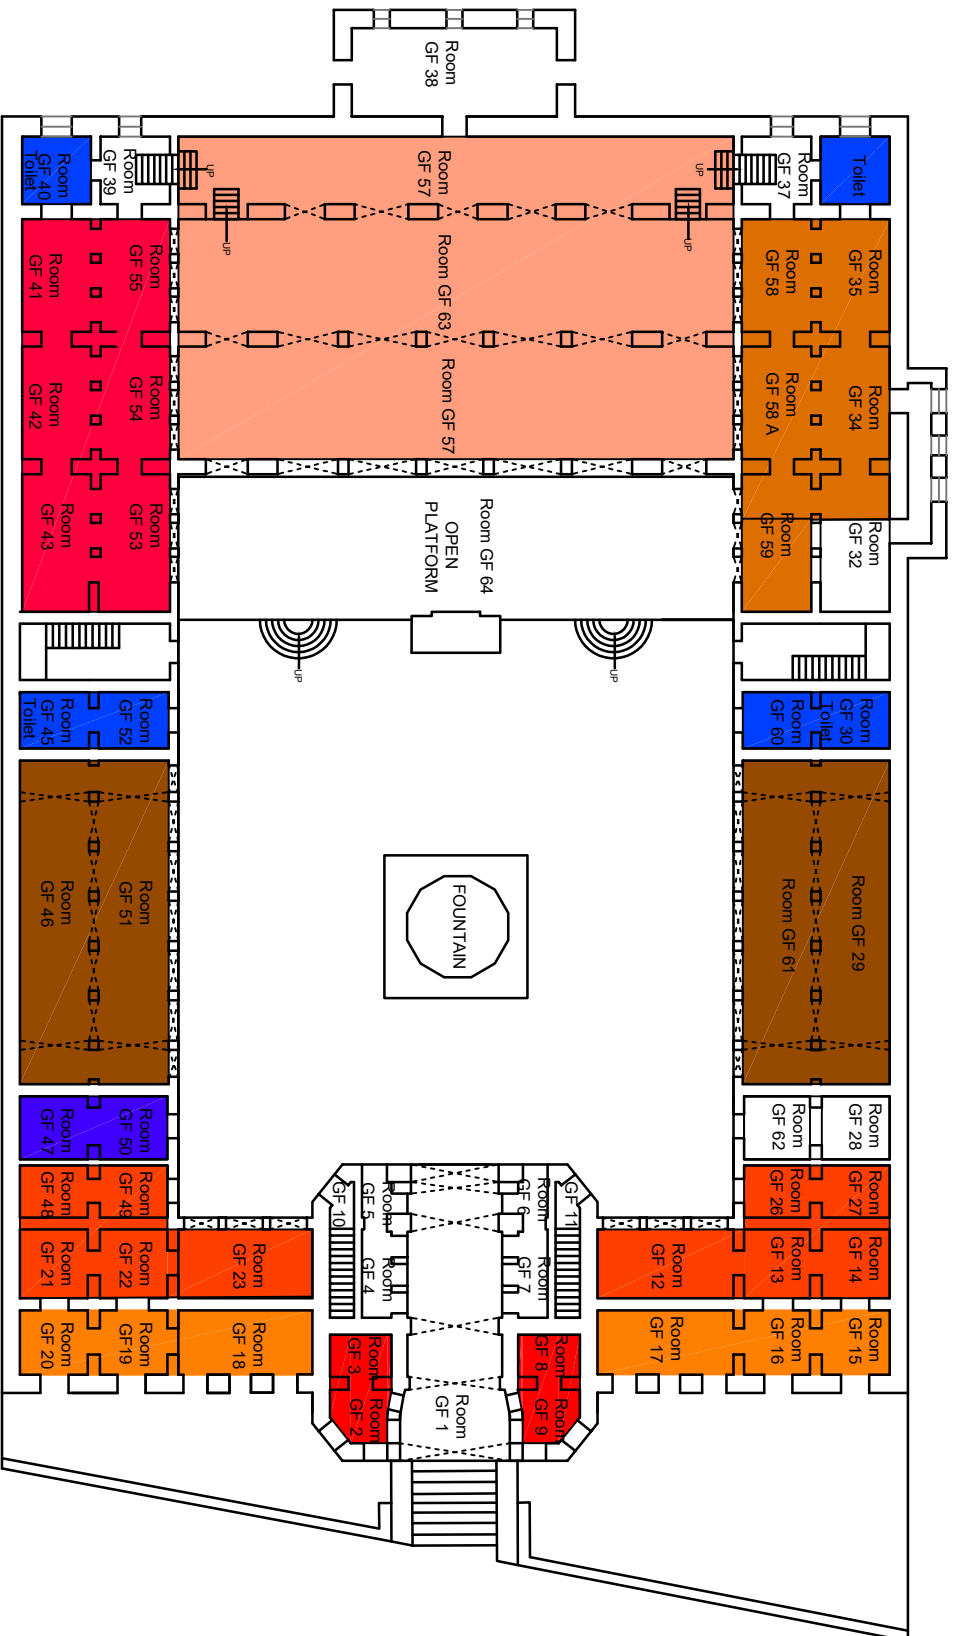 Room
GF 38
Room
GF 40
Toilet
Room
GF 39
UP
Room
GF 57
UP
Room
GF 37
Toilet
UP
UP
Room
GF 41
Room
GF 55
Room GF 63
Room
GF 58
Room
GF 35
Room
GF 42
Room
GF 54
Room GF 57
Room
GF 58 A
Room
GF 34
Room
GF 43
Room
GF 53
Room GF 64
OPEN
PLATFORM
Room
GF 59
Room
GF 32
UP
UP
Room
GF 45
Toilet
Room
GF 52
Room
GF 60
Room
GF 30
Toilet
Room
GF 46
Room
GF 51
FOUNTAIN
Room GF 61
Room GF 29
Room
GF 47
Room
GF 50
Room
GF 62
Room
GF 28
Room
GF 48
Room
GF 49
GF 10
Room
GF 5
Room
GF 6
GF 11
Room
GF 26
Room
GF 27
Room
GF 21
Room
GF 22
Room
GF 23
Room
GF 4
Room
GF 7
Room
GF 12
Room
GF 13
Room
GF 14
Room
GF 20
Room
GF19
Room
GF 18
Room
GF 3
Room
GF 8
Room
GF 17
Room
GF 16
Room
GF 15
Room
GF 2
Room
GF 1
Room
GF 9